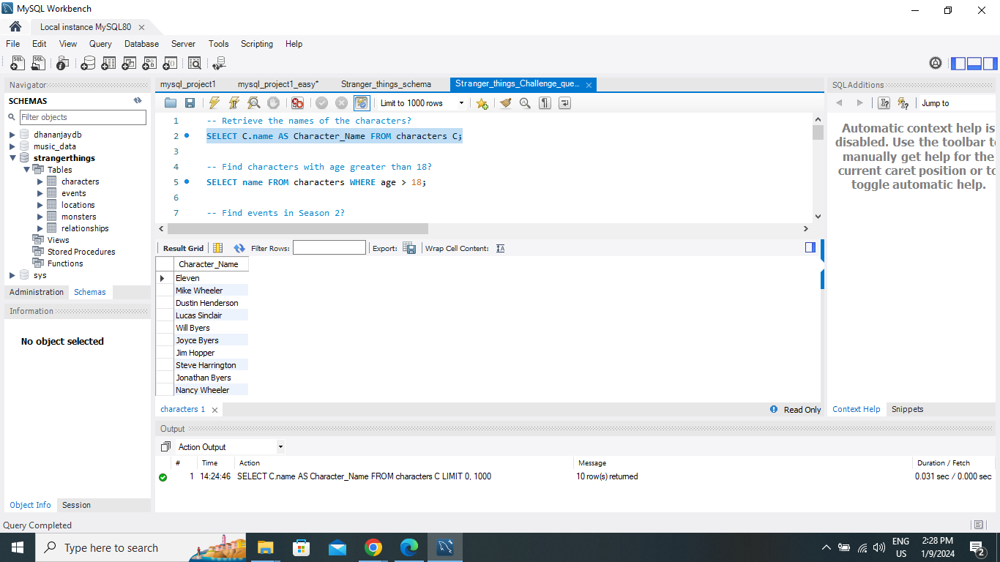 MySQL Workbench
Local instance MySQL80
File Edit View Query Database Server Tools Scripting Help
Navigator
SCHEMAS
Filter objects
dhananjaydb
music_data
strangerthings
Tables
characters
events
locations
monsters
relationships
Views
Stored Procedures
Functions
sys
Administration Schemas
Information
No object selected
Object Info Session
mysql_project1 mysql_project1_easy* Stranger_things_schema Stranger_things_Challenge_que...
Limit to 1000 rows
1 -- Retrieve the names of the characters?
2 SELECT C.name AS Character_Name FROM characters C;
3
4 -- Find characters with age greater than 18?
5 SELECT name FROM characters WHERE age > 18;
6
7 -- Find events in Season 2?
Result Grid Filter Rows: Export: Wrap Cell Content: IA
Character_Name
Eleven
Mike Wheeler
Dustin Henderson
Lucas Sinclair
Will Byers
Joyce Byers
Jim Hopper
Steve Harrington
Jonathan Byers
Nancy Wheeler
characters 1 Read Only
SQLAdditions
Jump to
Automatic context help is
disabled. Use the toolbar to
manually get help for the
current caret position or to
toggle automatic help.
Context Help Snippets
Output
Action Output
# Time Action Message Duration / Fetch
1 14:24:46 SELECT C.name AS Character_Name FROM characters C LIMIT 0, 1000 10 row(s) returned 0.031 sec / 0.000 sec
Query Completed
Type here to search
ENG
US
2:28 PM
1/9/2024
2